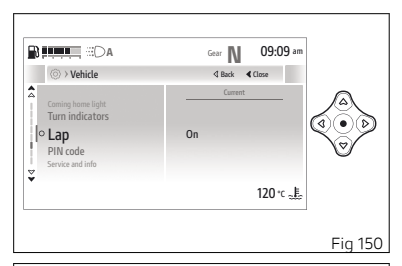 A
Gear N 09:09 am
> Vehicle
Back Close
Coming home light
Turn indicators
Lap
PIN code
Service and info
Current
On
120 °C
Fig 150